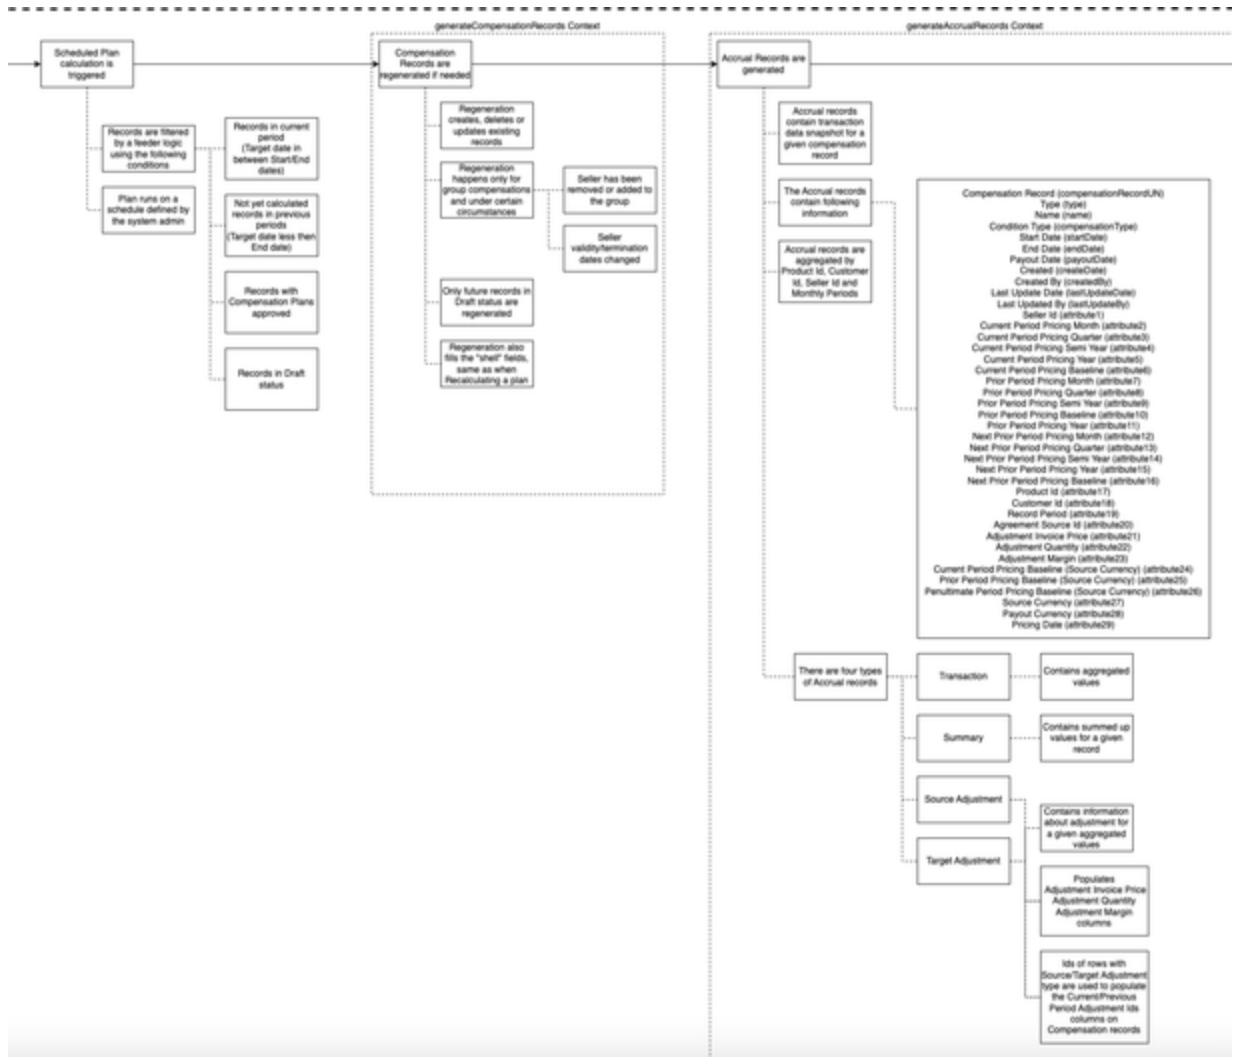 generateCompensationRecords Context
generateAccrualRecords Context
Scheduled Plan
calculation is
triggered
Compensation
Records are
regenerated if needed
Accrual Records are
generated
Records are filtered
by a feeder logic
using the following
conditions
Plan runs on a
schedule defined by
the system admin
Records in current
period
(Target date in
between Start/End
dates)
Not yet calculated
records in previous
periods
(Target date less then
End date)
Records with
Compensation Plans
approved
Records in Draft
status
Regeneration
creates, deletes or
updates existing
records
Regeneration
happens only for
group compensations
and under certain
circumstances
Seller has been
removed or added to
the group
Seller
validity/termination
dates changed
Only future records in
Draft status are
regenerated
Regeneration also
fills the "shell" fields,
same as when
Recalculating a plan
Accrual records
contain transaction
data snapshot for a
given compensation
record
The Accrual records
contain following
information
Accrual records are
aggregated by
Product Id, Customer
Id, Seller Id and
Monthly Periods
Compensation Record (compensationRecordUN)
Type (type)
Name (name)
Condition Type (compensationType)
Start Date (startDate)
End Date (endDate)
Payout Date (payoutDate)
Created (createDate)
Created By (createdBy)
Last Update Date (lastUpdateDate)
Last Updated By (lastUpdateBy)
Seller Id (attribute1)
Current Period Pricing Month (attribute2)
Current Period Pricing Quarter (attribute3)
Current Period Pricing Semi Year (attribute4)
Current Period Pricing Year (attribute5)
Current Period Pricing Baseline (attribute6)
Prior Period Pricing Month (attribute7)
Prior Period Pricing Quarter (attribute8)
Prior Period Pricing Semi Year (attribute9)
Prior Period Pricing Baseline (attribute10)
Prior Period Pricing Year (attribute11)
Next Prior Period Pricing Month (attribute12)
Next Prior Period Pricing Quarter (attribute13)
Next Prior Period Pricing Semi Year (attribute14)
Next Prior Period Pricing Year (attribute15)
Next Prior Period Pricing Baseline (attribute16)
Product Id (attribute17)
Customer Id (attribute18)
Record Period (attribute19)
Agreement Source Id (attribute20)
Adjustment Invoice Price (attribute21)
Adjustment Quantity (attribute22)
Adjustment Margin (attribute23)
Current Period Pricing Baseline (Source Currency) (attribute24)
Prior Period Pricing Baseline (Source Currency) (attribute25)
Penultimate Period Pricing Baseline (Source Currency) (attribute26)
Source Currency (attribute27)
Payout Currency (attribute28)
Pricing Date (attribute29)
There are four types
of Accrual records
Transaction
Contains aggregated
values
Summary
Contains summed up
values for a given
record
Source Adjustment
Target Adjustment
Contains information
about adjustment for
a given aggregated
values
Populates
Adjustment Invoice Price
Adjustment Quantity
Adjustment Margin
columns
Ids of rows with
Source/Target Adjustment
type are used to populate
the Current/Previous
Period Adjustment Ids
columns on
Compensation records